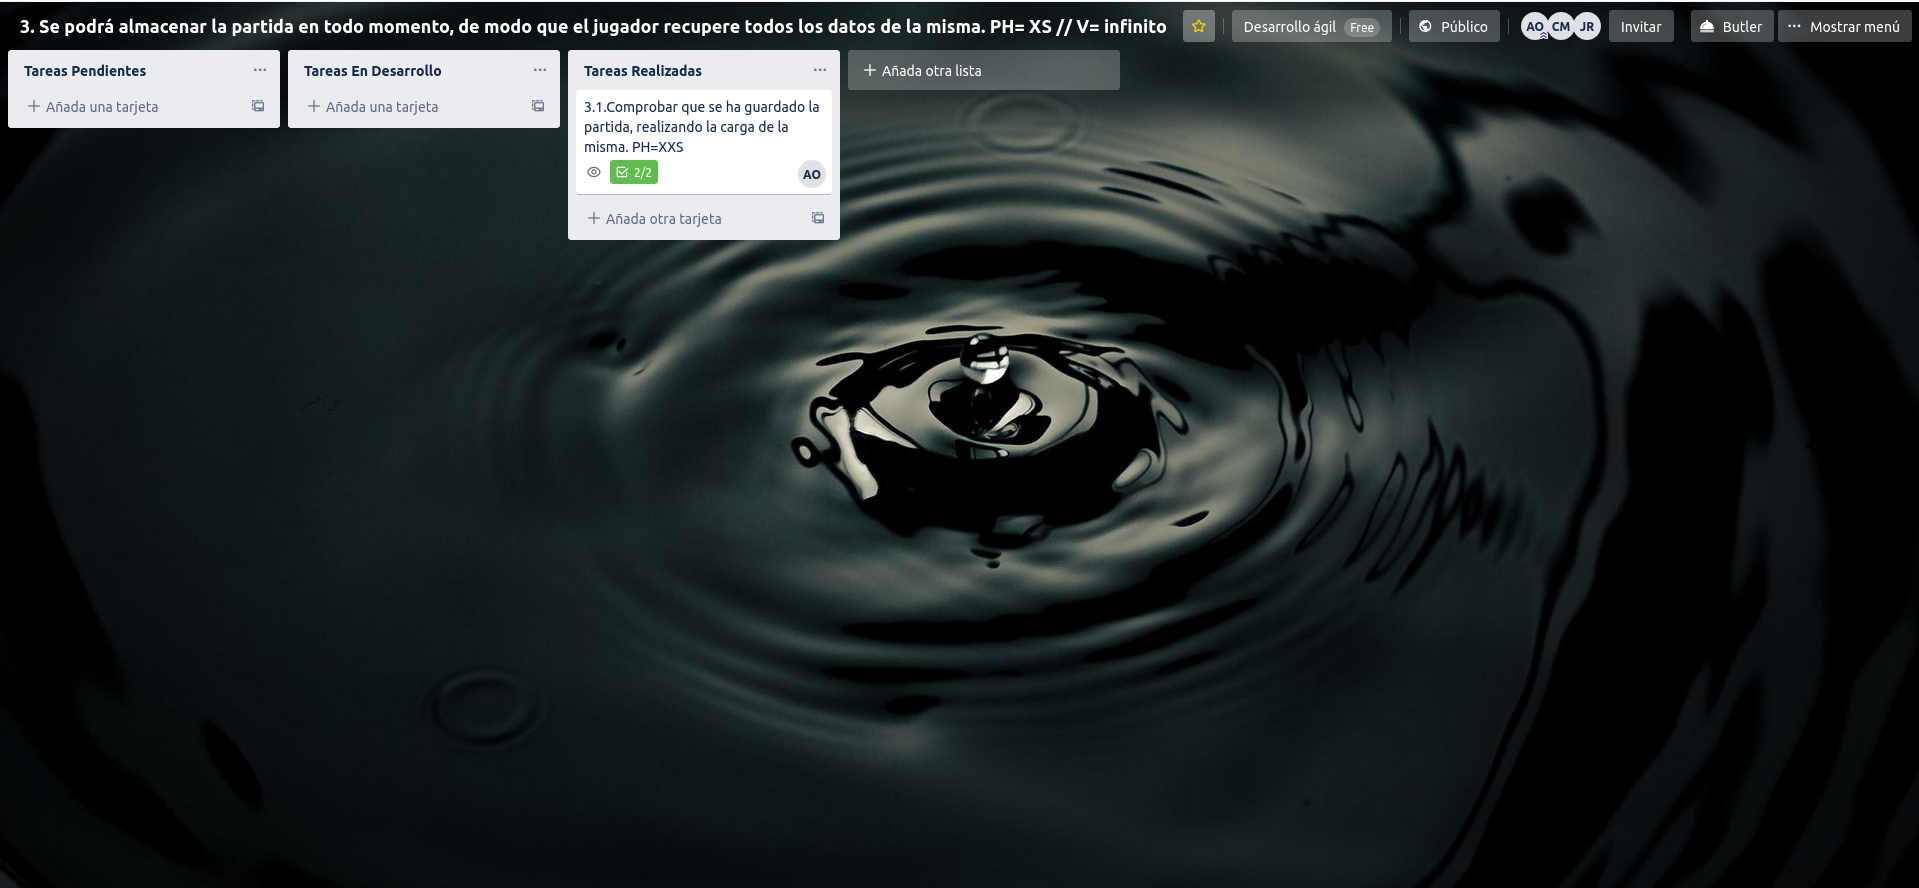 3. Se podrá almacenar la partida en todo momento, de modo que el jugador recupere todos los datos de la misma. PH= XS // V= infinito
Desarrollo ágil Free
Público
AO CM JR
Invitar
Butler
Mostrar menú
Tareas Pendientes
Añada una tarjeta
Tareas En Desarrollo
Añada una tarjeta
Tareas Realizadas
3.1.Comprobar que se ha guardado la
partida, realizando la carga de la
misma. PH=XXS
2/2
AO
Añada otra tarjeta
Añada otra lista